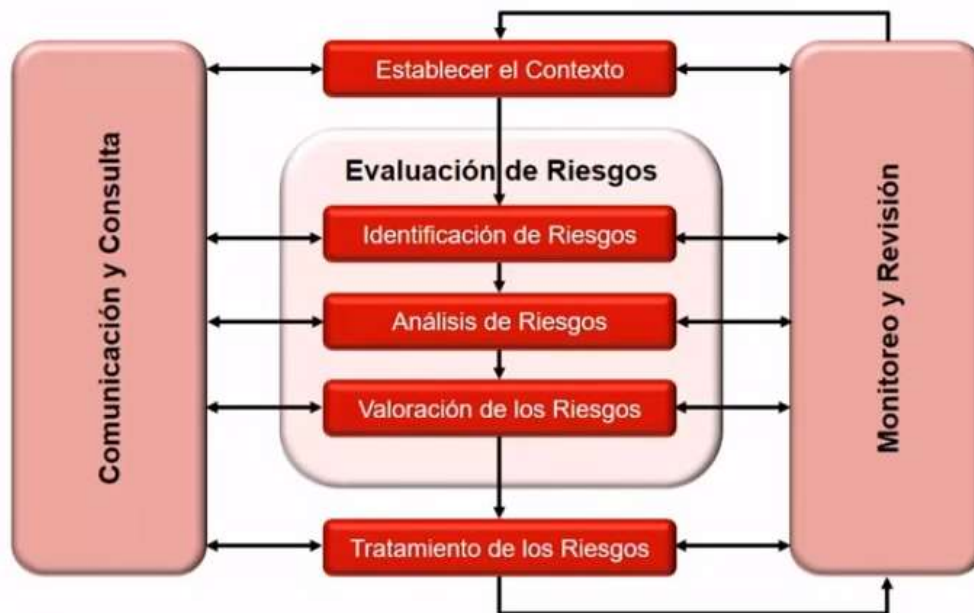 Comunicación y Consulta
Establecer el Contexto
Evaluación de Riesgos
Identificación de Riesgos
Análisis de Riesgos
Valoración de los Riesgos
Tratamiento de los Riesgos
Monitoreo y Revisión